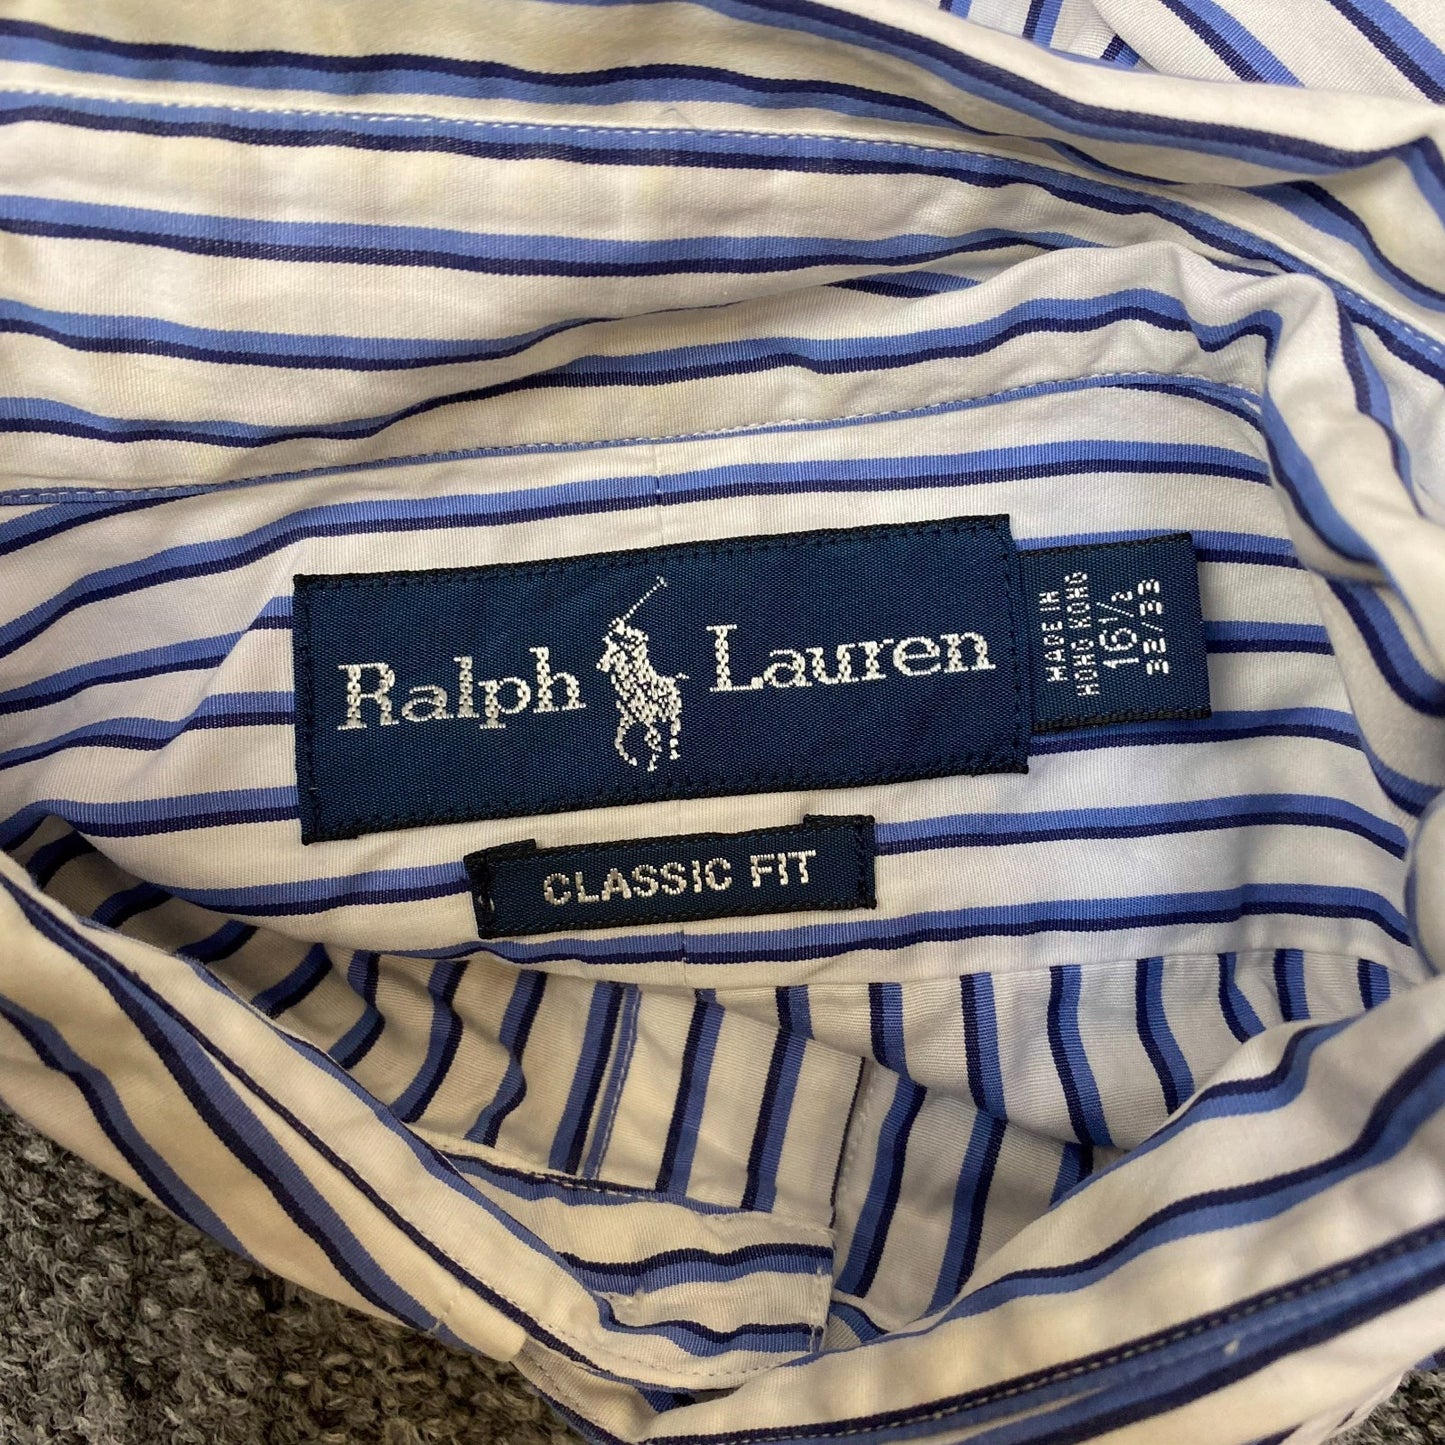 Ralph Lauren
MADE IN
HONG KONG
16 1/2
32/33
CLASSIC FIT